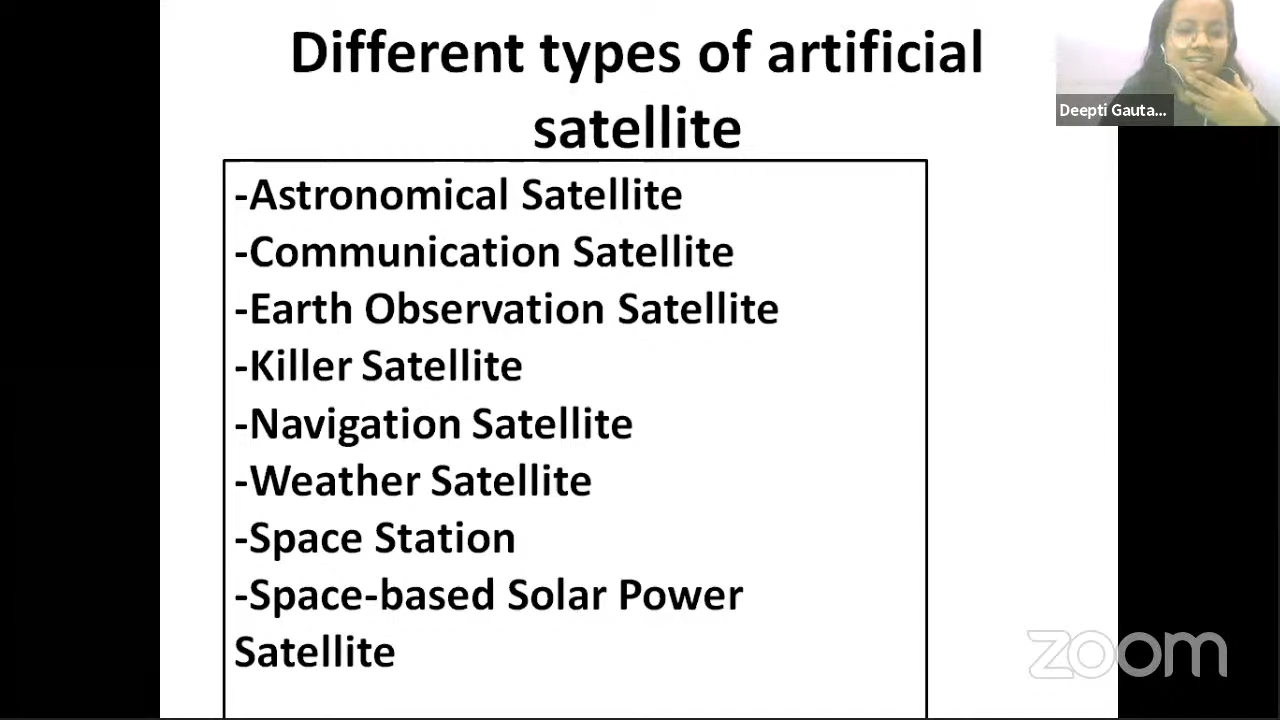 Different types of artificial
satellite
Deepti Gauta...
-Astronomical Satellite
-Communication Satellite
-Earth Observation Satellite
-Killer Satellite
-Navigation Satellite
-Weather Satellite
-Space Station
-Space-based Solar Power
Satellite
zoom